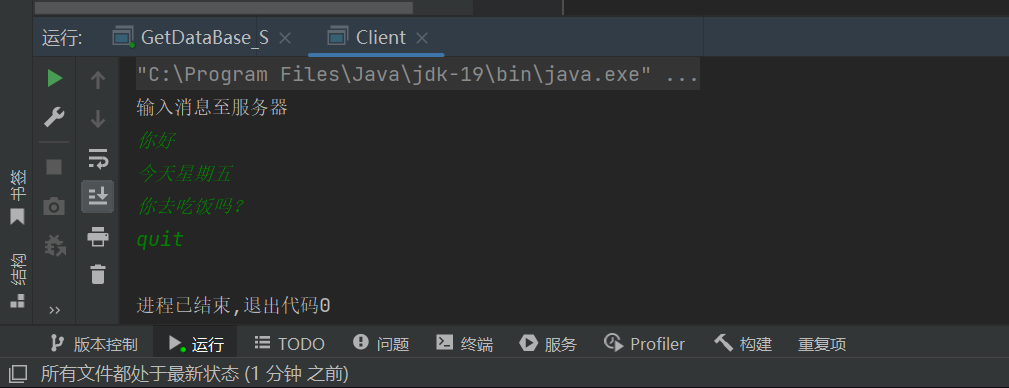 运行: GetDataBase_S × Client ×
"C:\Program Files\Java\jdk-19\bin\java.exe" ...
输入消息至服务器
你好
今天星期五
你去吃饭吗?
quit
进程已结束,退出代码0
书签
结构
>>
版本控制 运行 TODO 问题 终端 服务 Profiler 构建 重复项
所有文件都处于最新状态 (1 分钟 之前)